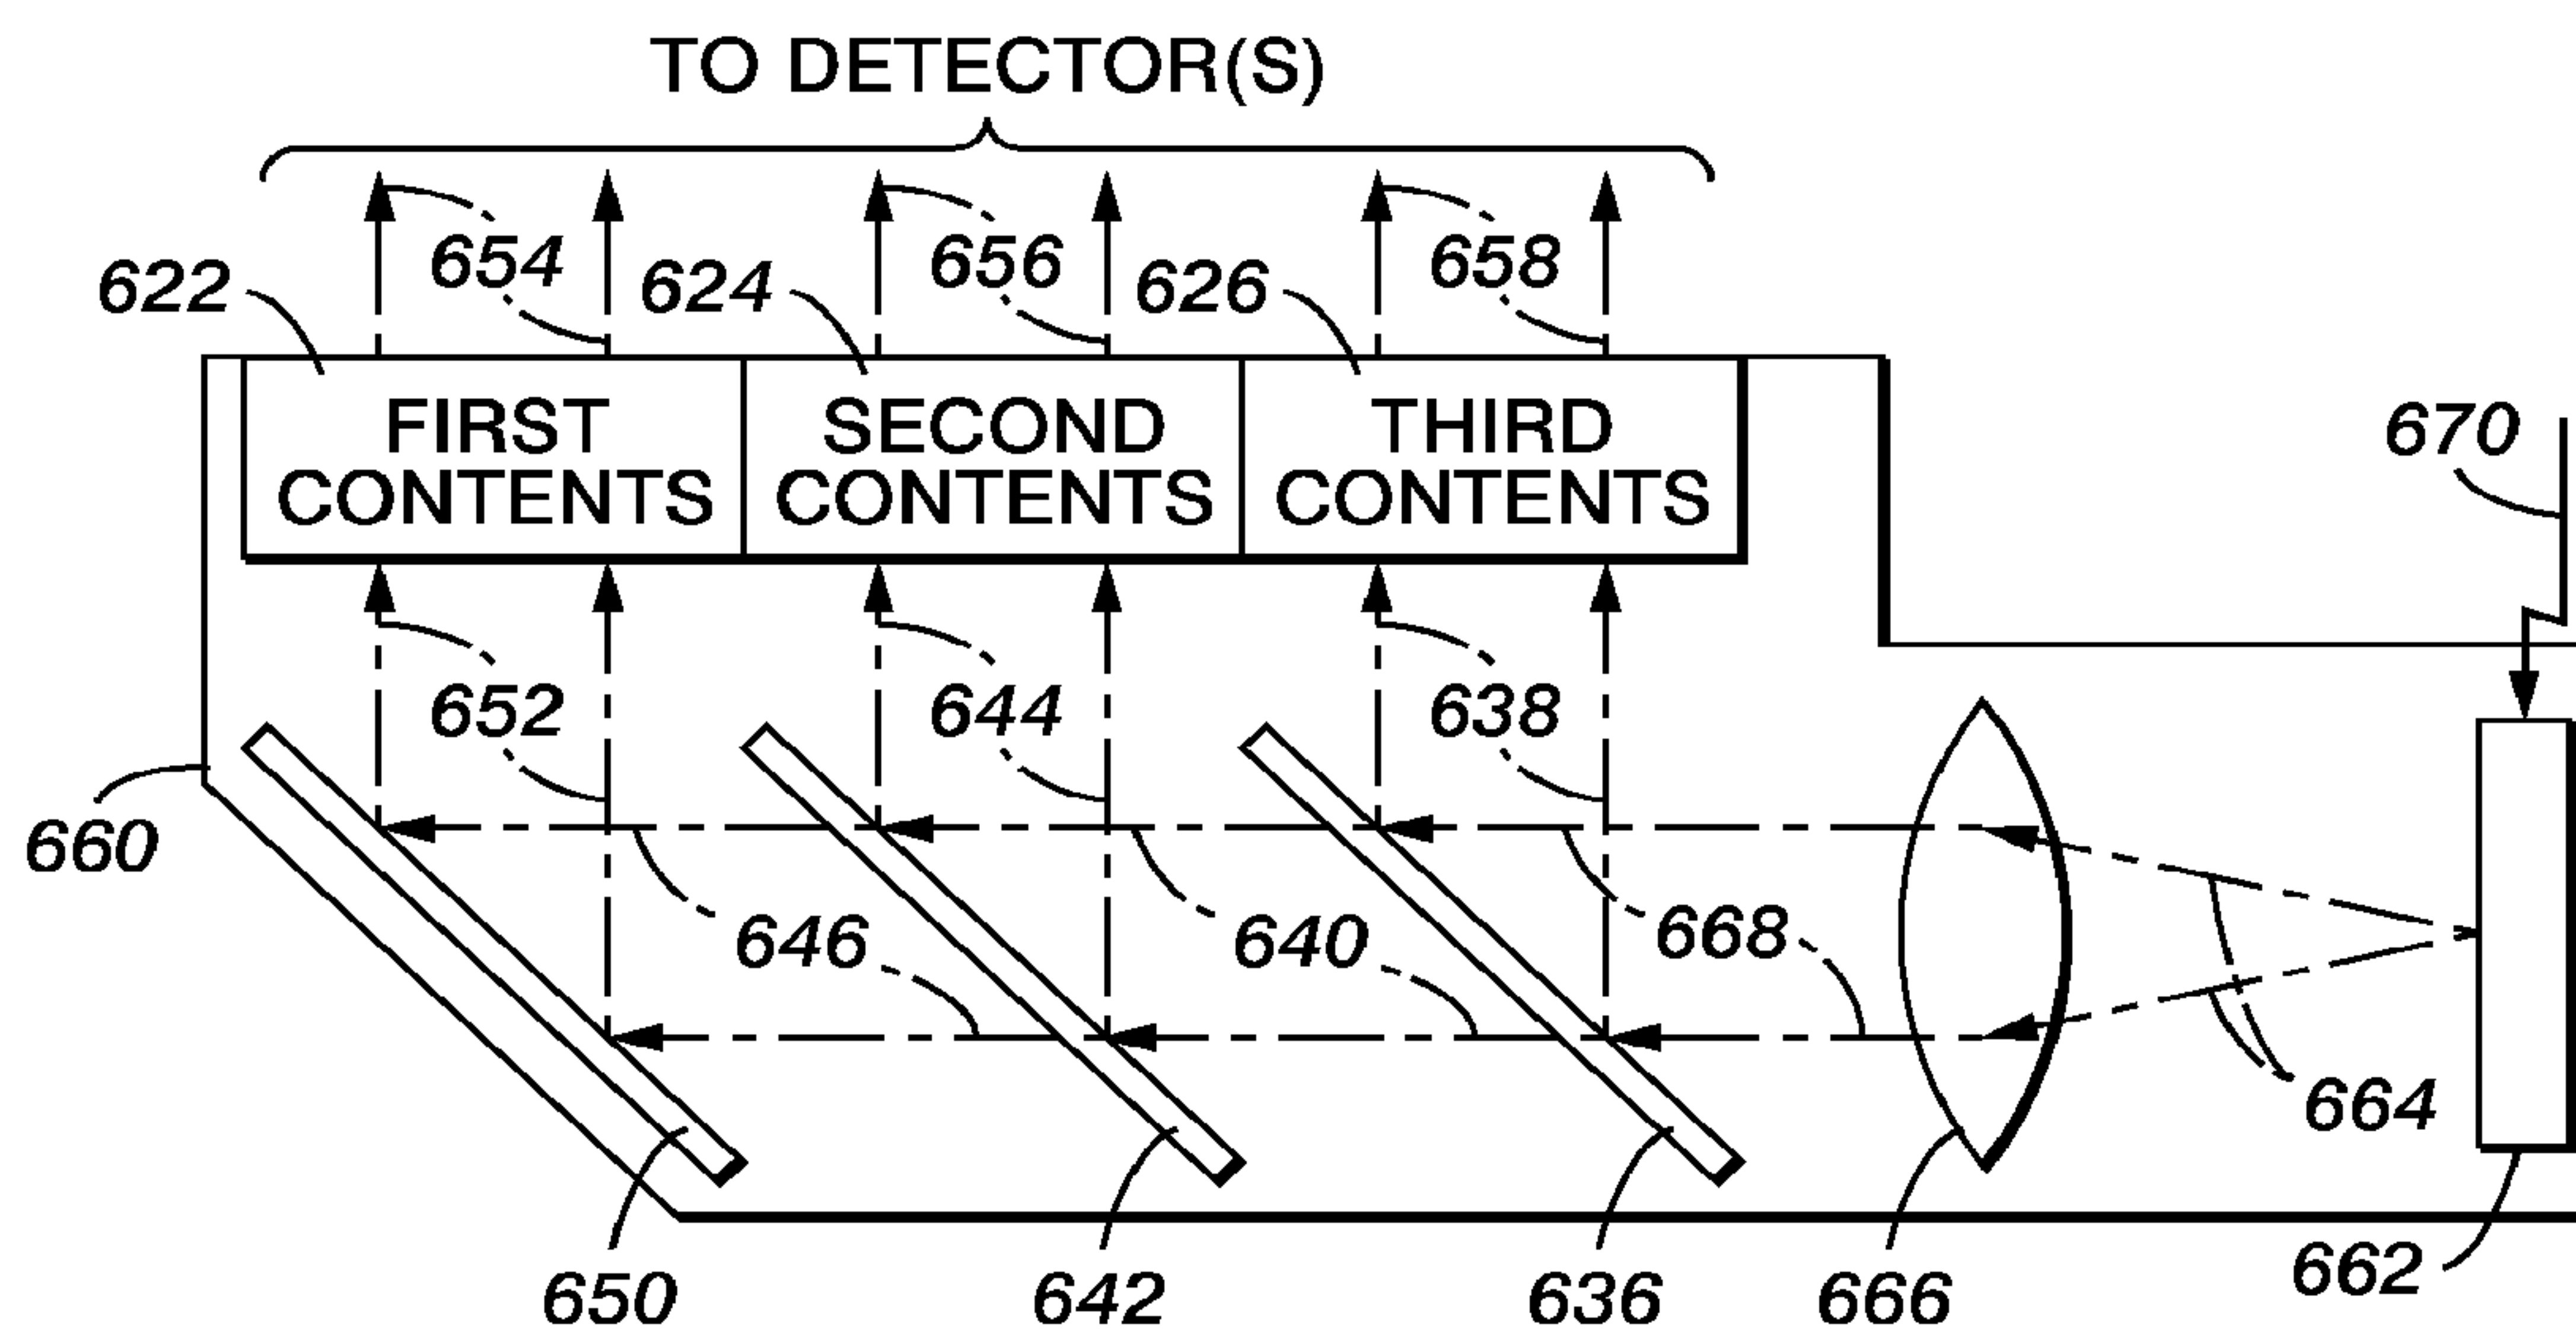 TO DETECTOR(S)
654 656 658
622 624 626
FIRST CONTENTS
SECOND CONTENTS
THIRD CONTENTS
670
652 644 638
660
646 640 668
664
650 642 636 666 662